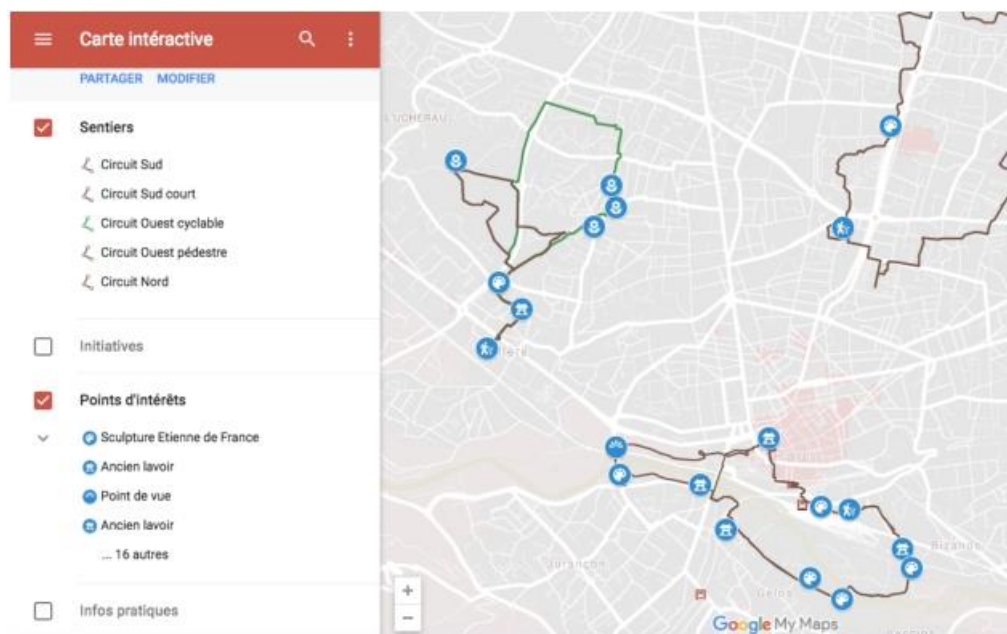 Carte intéractive
PARTAGER MODIFIER
Sentiers
Circuit Sud
Circuit Sud court
Circuit Ouest cyclable
Circuit Ouest pédestre
Circuit Nord
Initiatives
Points d'intérêts
Sculpture Etienne de France
Ancien lavoir
Point de vue
Ancien lavoir
... 16 autres
Infos pratiques
Jurançon
Gelos
Bizanos
+
−
Google My Maps